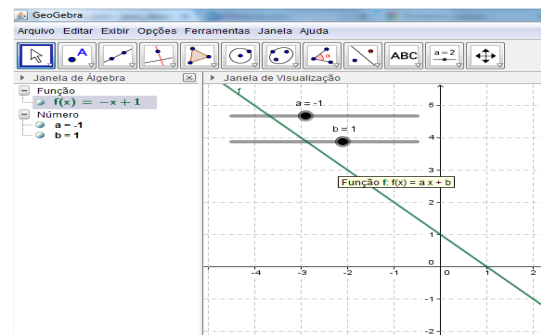 GeoGebra
Arquivo Editar Exibir Opções Ferramentas Janela Ajuda
A
ABC
a = 2
Janela de Álgebra
Janela de Visualização
Função
f(x) = −x + 1
Número
a = -1
b = 1
f
a = -1
b = 1
Função f: f(x) = a x + b
5
4
3
2
1
0
-4 -3 -2 -1 0 1 2
-1
-2